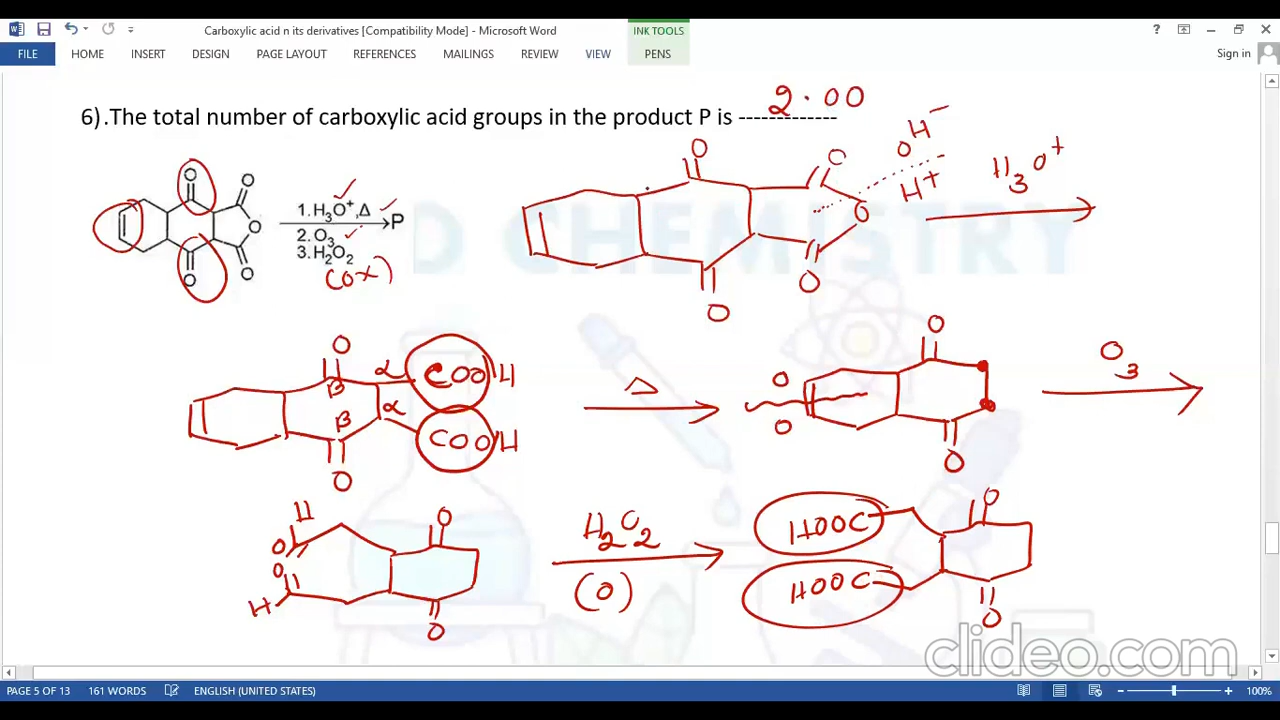 Carboxylic acid n its derivatives [Compatibility Mode] - Microsoft Word
INK TOOLS
?
FILE HOME INSERT DESIGN PAGE LAYOUT REFERENCES MAILINGS REVIEW VIEW PENS
Sign in
6).The total number of carboxylic acid groups in the product P is -------------- 2.00
O O
O
O O
1.H₃O⁺,Δ
P
2. O₃
3. H₂O₂
(ox)
D CHEMISTRY
O O
O
O O
OH⁻
H⁺
H₃O⁺
O
β α COOH
β α COOH
O
Δ
O
O
O
O
O₃
H
O
O
H
O
O
H₂O₂
(O)
HOOC
HOOC
O
O
clideo.com
PAGE 5 OF 13 161 WORDS ENGLISH (UNITED STATES) 100%